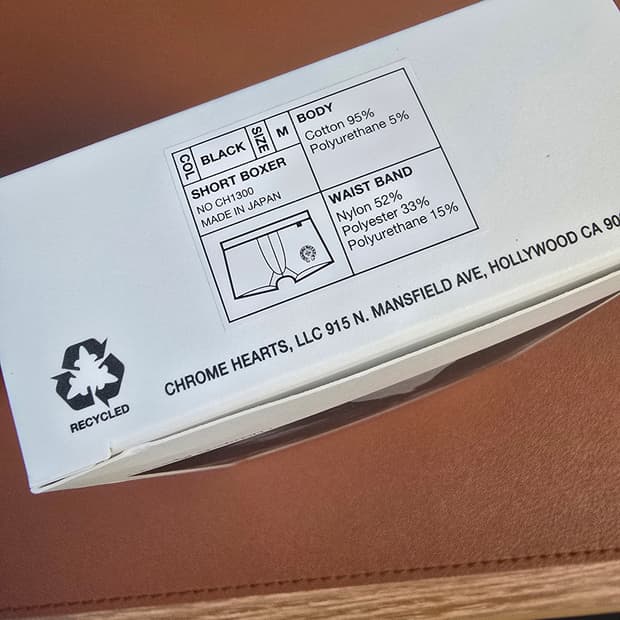 COL BLACK SIZE M
SHORT BOXER
NO CH1300
MADE IN JAPAN
BODY
Cotton 95%
Polyurethane 5%
WAIST BAND
Nylon 52%
Polyester 33%
Polyurethane 15%
CHROME HEARTS, LLC 915 N. MANSFIELD AVE, HOLLYWOOD CA
RECYCLED